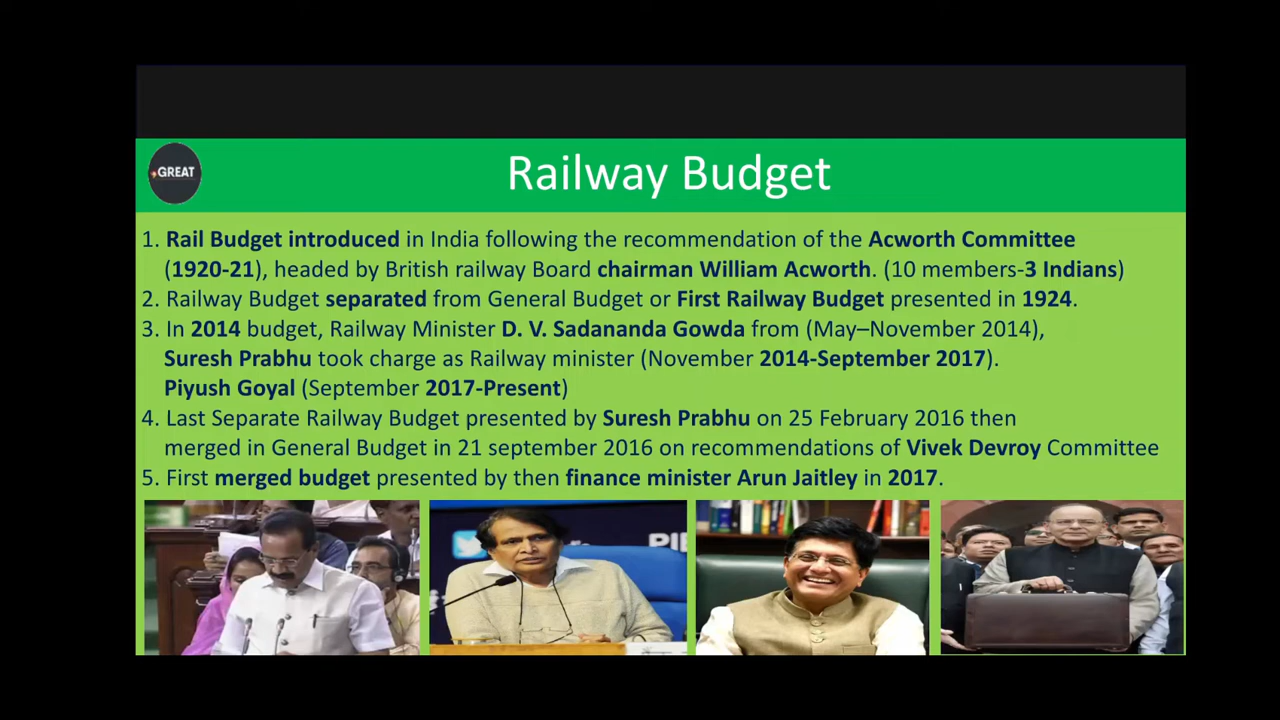 GREAT
Railway Budget
1. Rail Budget introduced in India following the recommendation of the Acworth Committee
(1920-21), headed by British railway Board chairman William Acworth. (10 members-3 Indians)
2. Railway Budget separated from General Budget or First Railway Budget presented in 1924.
3. In 2014 budget, Railway Minister D. V. Sadananda Gowda from (May–November 2014),
Suresh Prabhu took charge as Railway minister (November 2014-September 2017).
Piyush Goyal (September 2017-Present)
4. Last Separate Railway Budget presented by Suresh Prabhu on 25 February 2016 then
merged in General Budget in 21 september 2016 on recommendations of Vivek Devroy Committee
5. First merged budget presented by then finance minister Arun Jaitley in 2017.